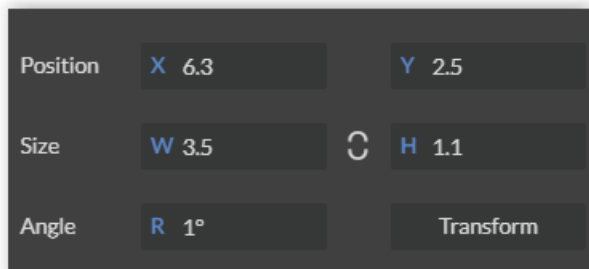 Position X 6.3 Y 2.5
Size W 3.5 H 1.1
Angle R 1° Transform